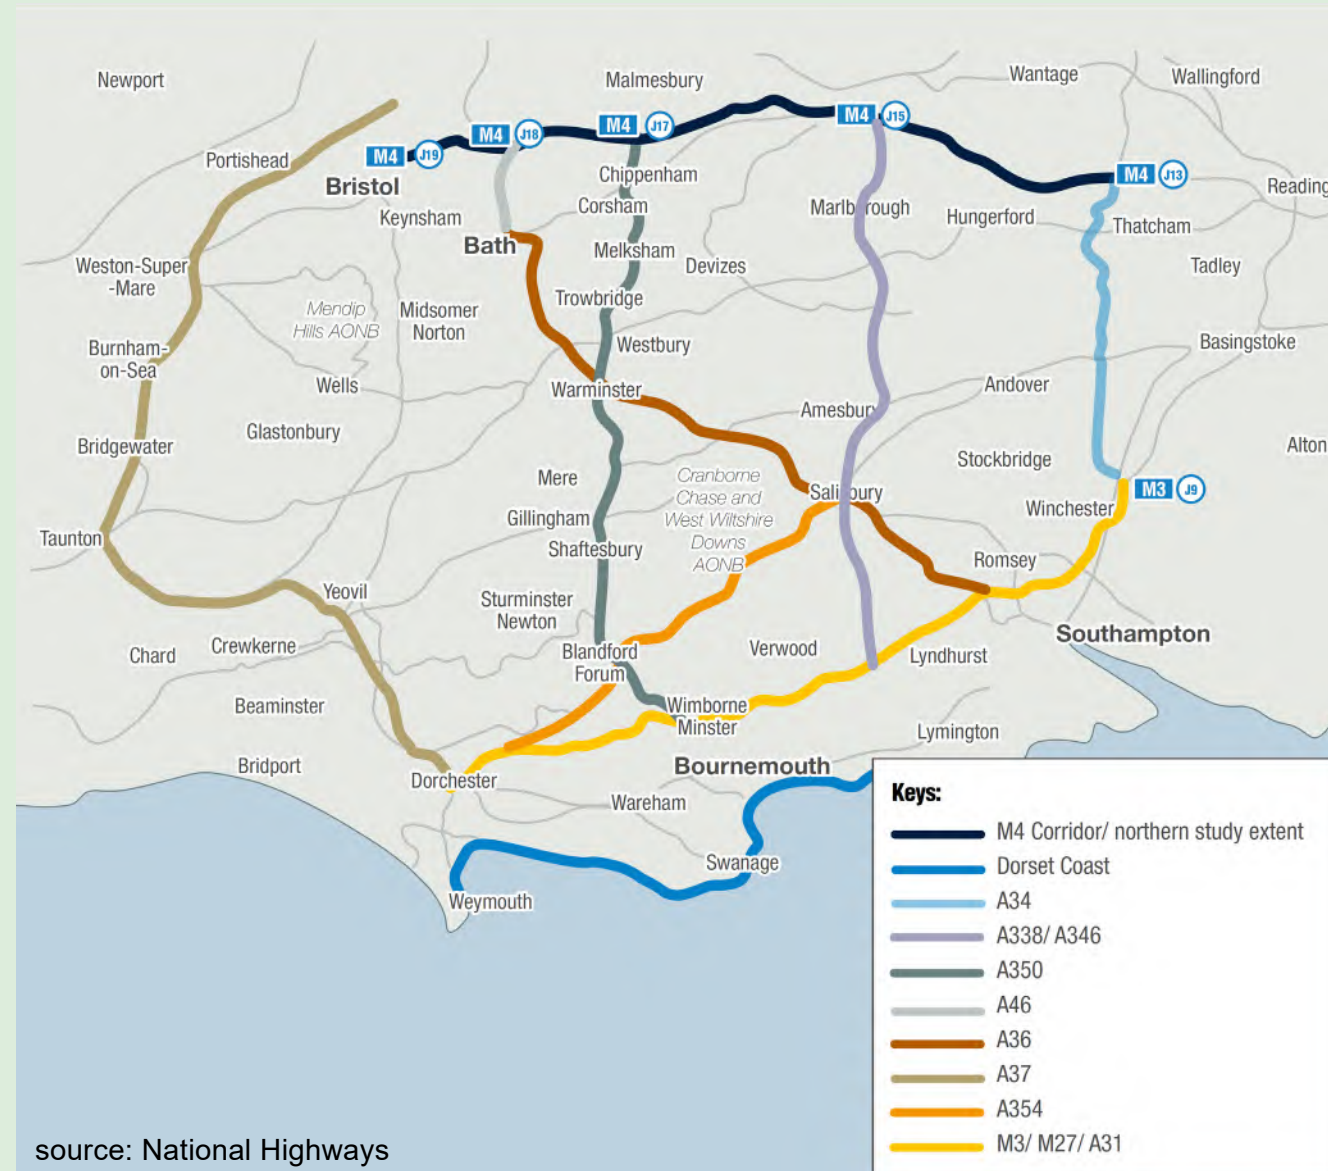 Newport
Malmesbury
Wantage
Wallingford
M4 J15
M4 J17
M4 J18
M4 J19
Portishead
Bristol
Chippenham
M4 J13
Reading
Corsham
Keynsham
Marlborough
Hungerford
Thatcham
Bath
Melksham
Devizes
Tadley
Weston-Super
-Mare
Trowbridge
Mendip
Hills AONB
Midsomer
Norton
Westbury
Basingstoke
Burnham-
on-Sea
Wells
Warminster
Andover
Amesbury
Glastonbury
Bridgewater
Alton
Stockbridge
Mere
Cranborne
Chase and
West Wiltshire
Downs
AONB
Salisbury
M3 J9
Winchester
Gillingham
Shaftesbury
Taunton
Romsey
Yeovil
Sturminster
Newton
Southampton
Chard
Crewkerne
Blandford
Forum
Verwood
Lyndhurst
Beaminster
Wimborne
Minster
Lymington
Bridport
Dorchester
Bournemouth
Wareham
Swanage
Weymouth
Keys:
M4 Corridor/ northern study extent
Dorset Coast
A34
A338/ A346
A350
A46
A36
A37
A354
M3/ M27/ A31
source: National Highways